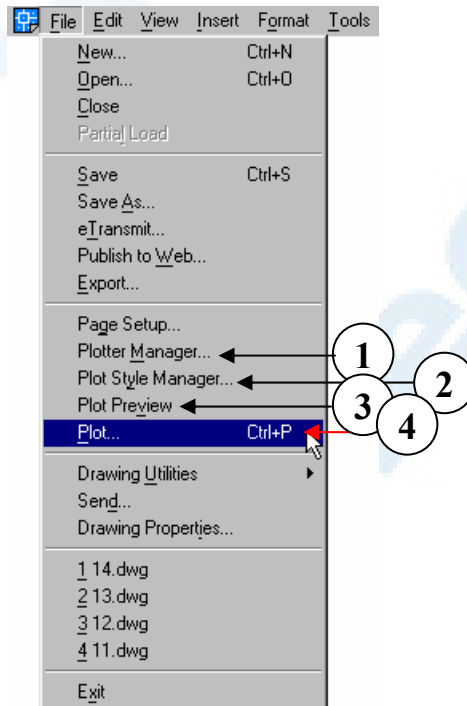 File Edit View Insert Format Tools
New... Ctrl+N
Open... Ctrl+O
Close
Partial Load
Save Ctrl+S
Save As...
eTransmit...
Publish to Web...
Export...
Page Setup...
Plotter Manager... 1
Plot Style Manager... 2
Plot Preview 3
Plot... Ctrl+P 4
Drawing Utilities
Send...
Drawing Properties...
1 14.dwg
2 13.dwg
3 12.dwg
4 11.dwg
Exit